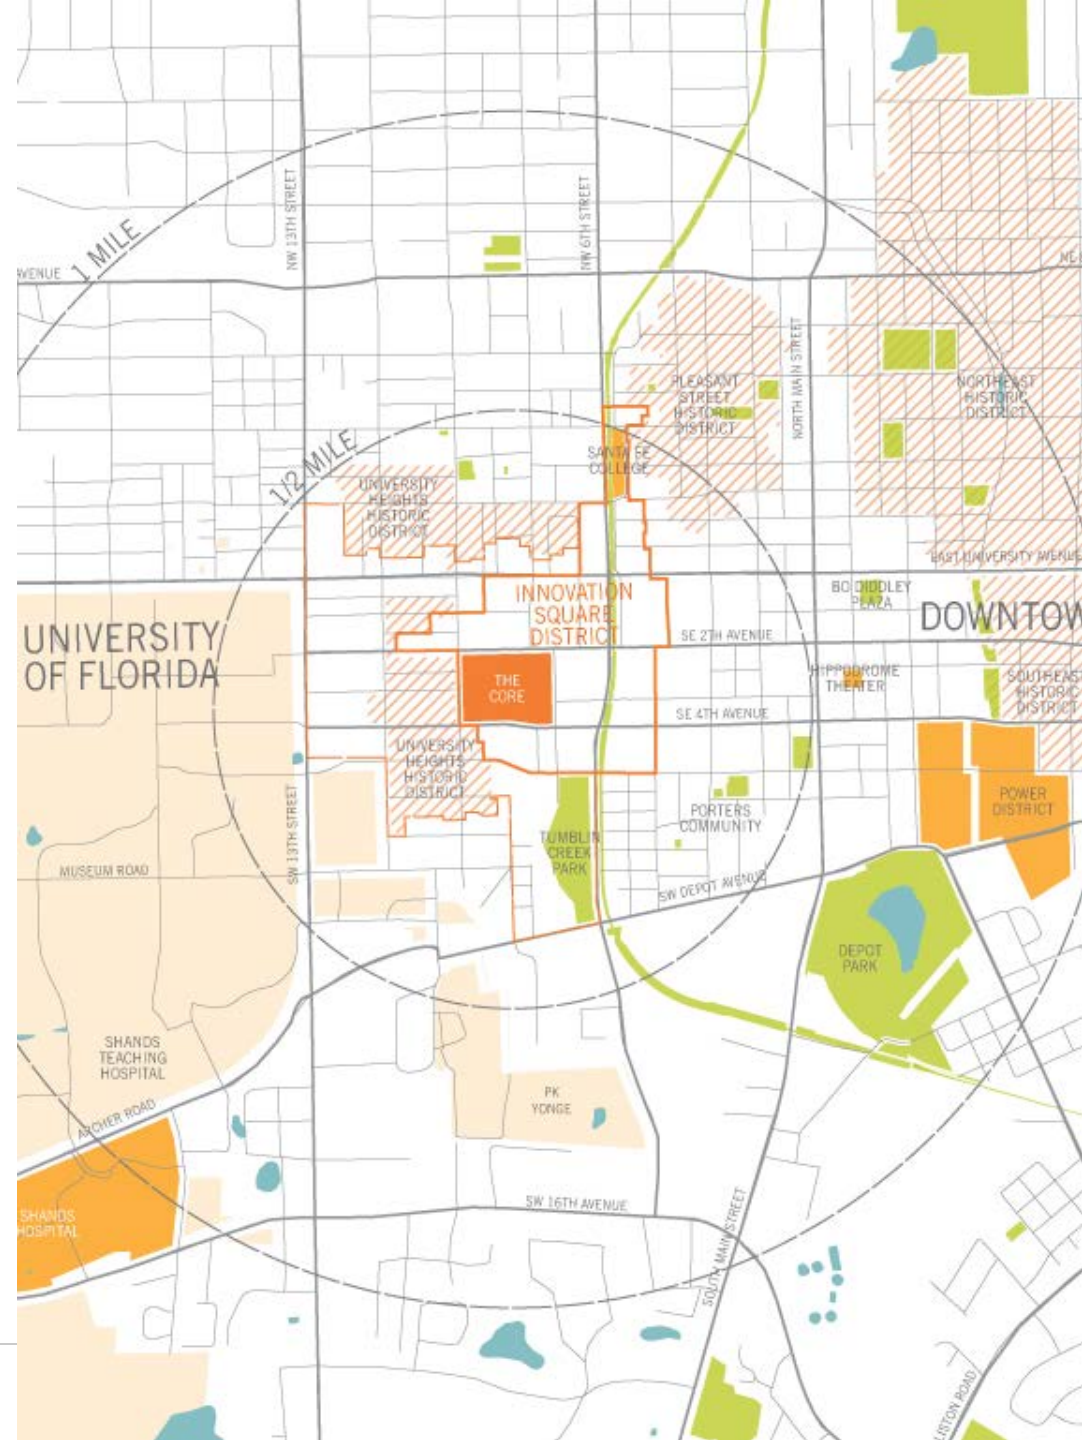 NW 13TH STREET
NW 6TH STREET
1 MILE
AVENUE
NE
NORTH MAIN STREET
PLEASANT
STREET
HISTORIC
DISTRICT
NORTHEAST
HISTORIC
DISTRICT
1/2 MILE
SANTA FE
COLLEGE
UNIVERSITY
HEIGHTS
HISTORIC
DISTRICT
EAST UNIVERSITY AVENUE
INNOVATION
SQUARE
DISTRICT
BO DIDDLEY
PLAZA
DOWNTOW
UNIVERSITY
OF FLORIDA
SE 2TH AVENUE
HIPPODROME
THEATER
SOUTHEAST
HISTORIC
DISTRICT
THE
CORE
SE 4TH AVENUE
UNIVERSITY
HEIGHTS
HISTORIC
DISTRICT
SW 13TH STREET
POWER
DISTRICT
PORTERS
COMMUNITY
TUMBLIN
CREEK
PARK
MUSEUM ROAD
SW DEPOT AVENUE
DEPOT
PARK
SHANDS
TEACHING
HOSPITAL
PK
YONGE
ARCHER ROAD
SW 16TH AVENUE
SHANDS
HOSPITAL
SOUTH MAIN STREET
LISTON ROAD